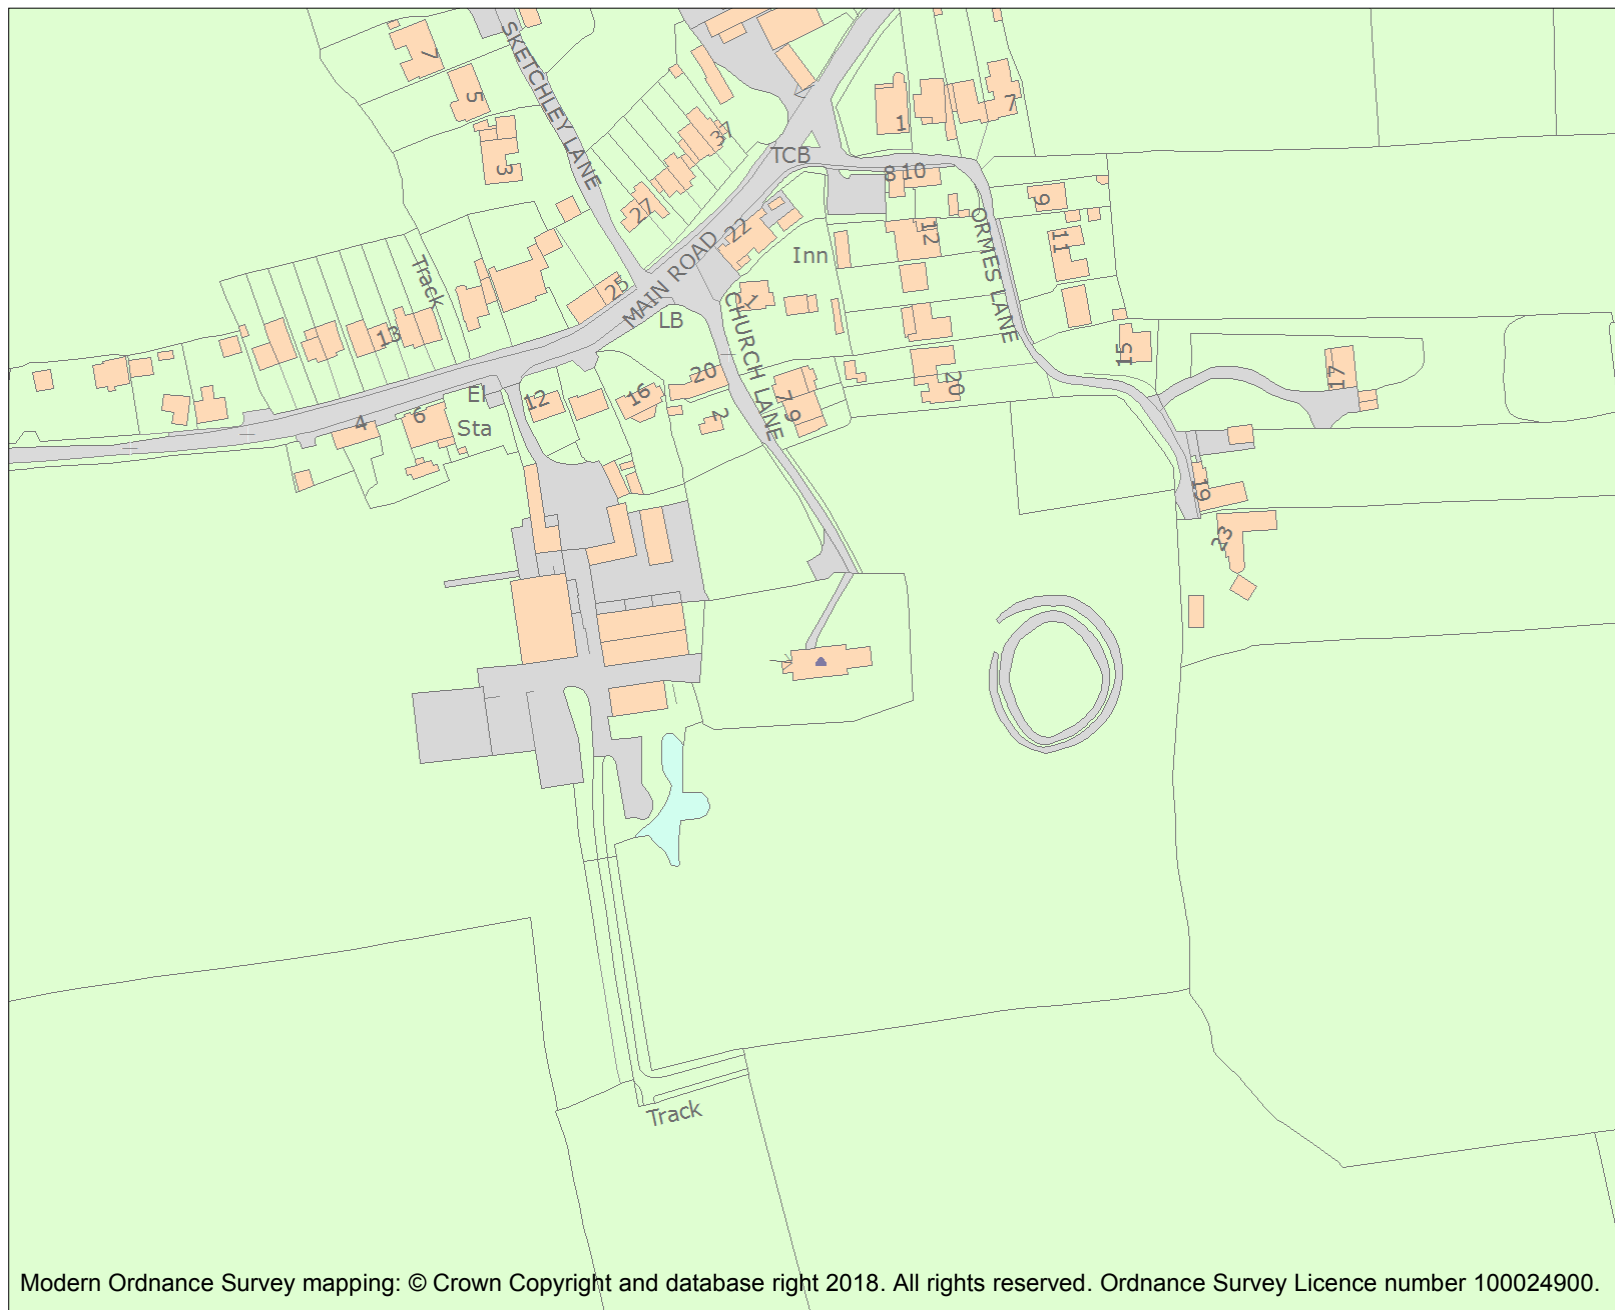 7
5
3
SKETCHLEY LANE
37
27
TCB
1
7
8 10
9
11
12
ORMES LANE
22
Inn
MAIN ROAD
25
LB
1
CHURCH LANE
Track
13
20
15
17
20
16
2
7
9
12
El
Sta
6
4
19
23
Track
Modern Ordnance Survey mapping: © Crown Copyright and database right 2018. All rights reserved. Ordnance Survey Licence number 100024900.